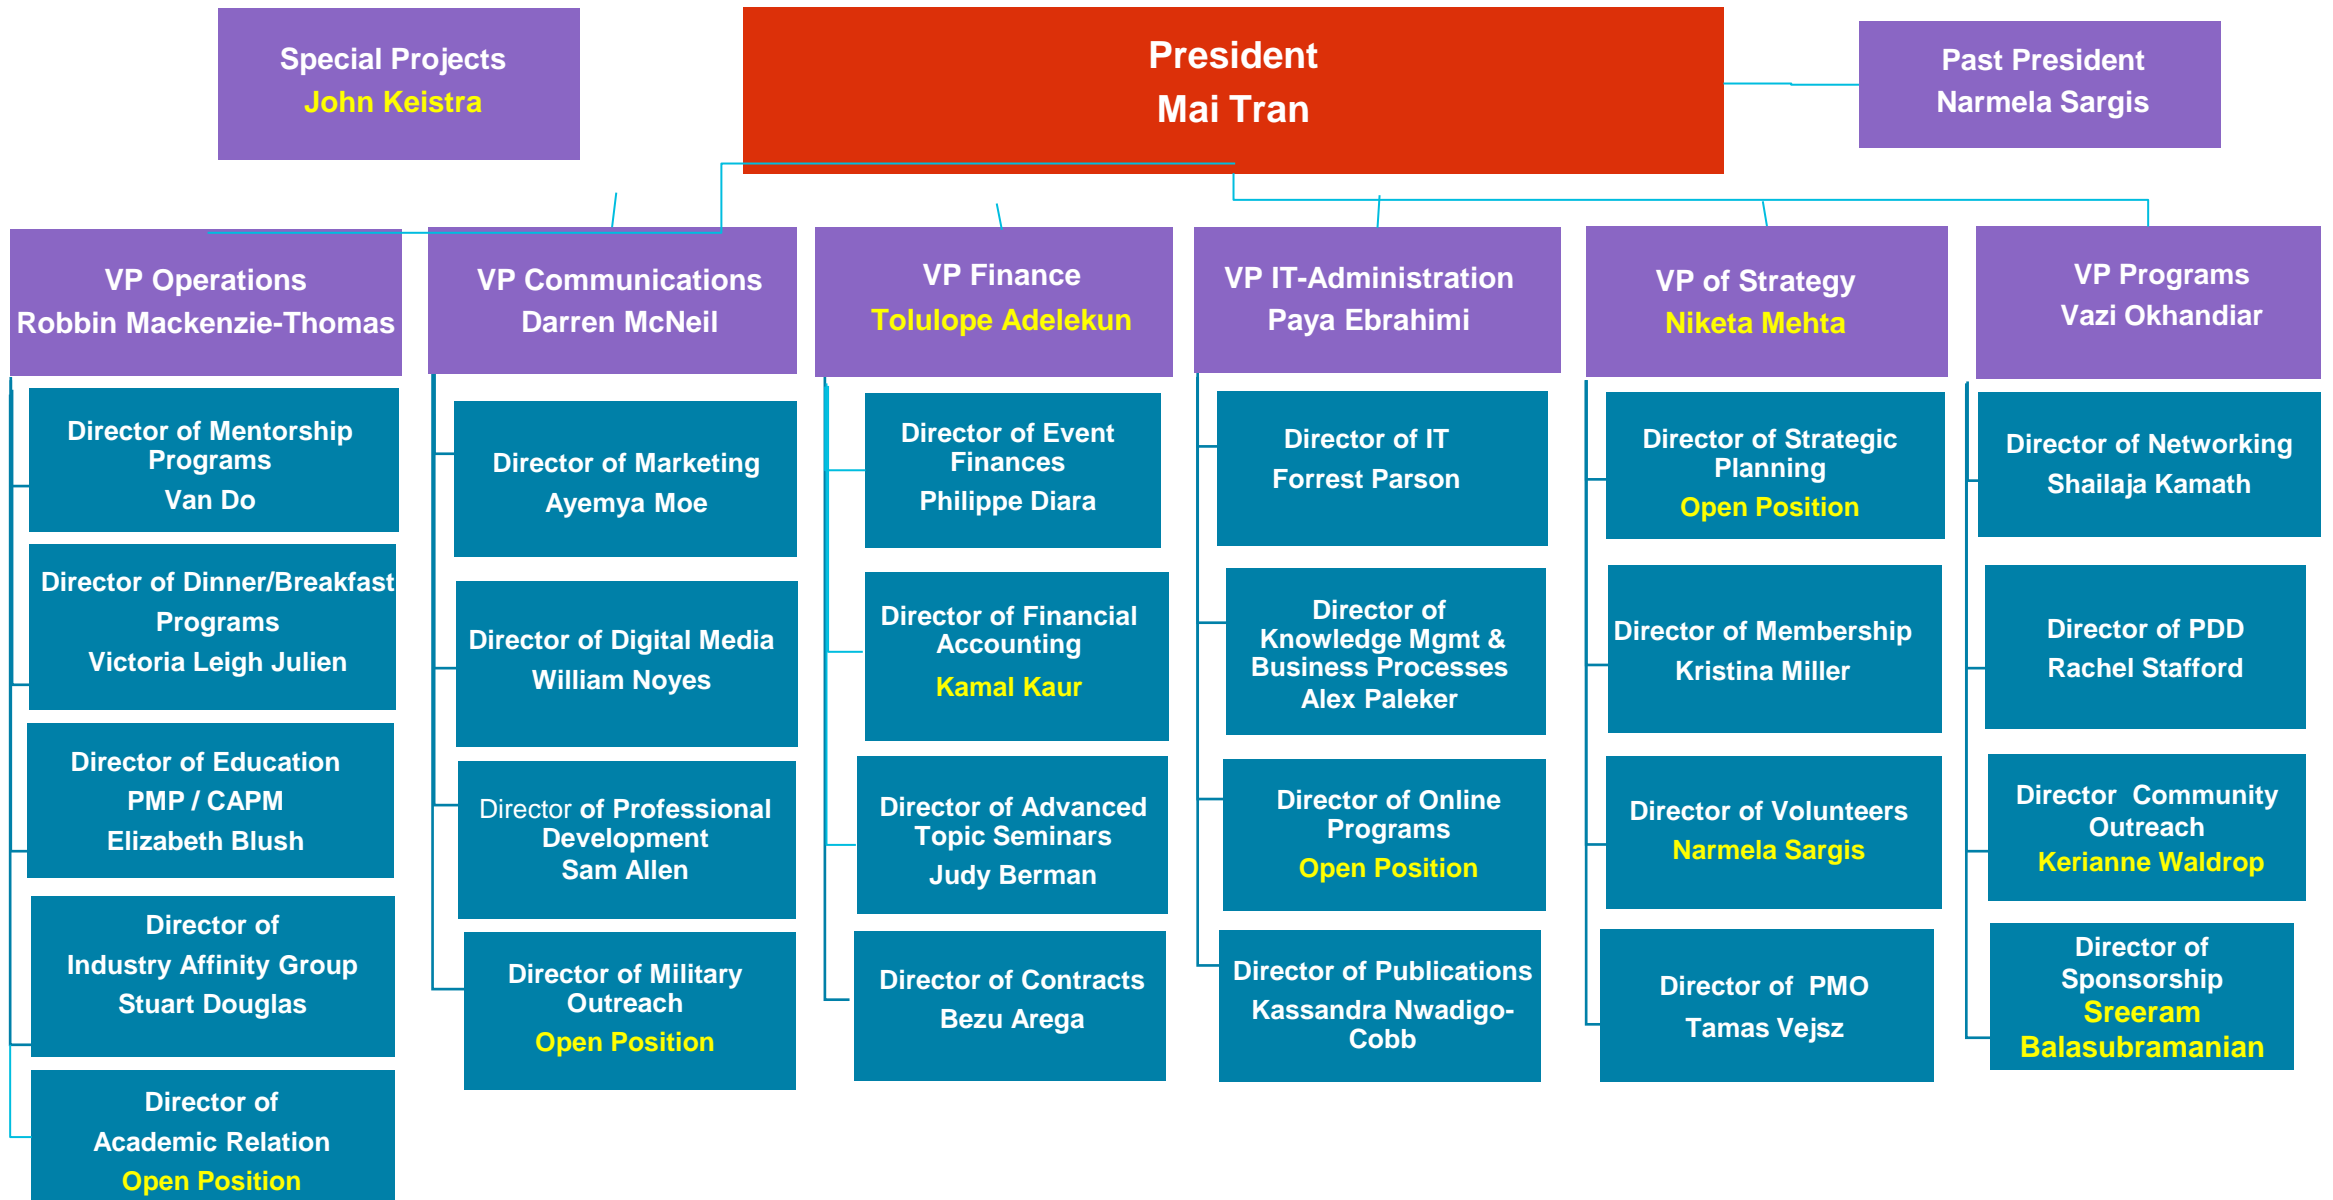 Special Projects
John Keistra
President
Mai Tran
Past President
Narmela Sargis
VP Operations
Robbin Mackenzie-Thomas
Director of Mentorship
Programs
Van Do
Director of Dinner/Breakfast
Programs
Victoria Leigh Julien
Director of Education
PMP / CAPM
Elizabeth Blush
Director of
Industry Affinity Group
Stuart Douglas
Director of
Academic Relation
Open Position
VP Communications
Darren McNeil
Director of Marketing
Ayemya Moe
Director of Digital Media
William Noyes
Director of Professional
Development
Sam Allen
Director of Military
Outreach
Open Position
VP Finance
Tolulope Adelekun
Director of Event
Finances
Philippe Diara
Director of Financial
Accounting
Kamal Kaur
Director of Advanced
Topic Seminars
Judy Berman
Director of Contracts
Bezu Arega
VP IT-Administration
Paya Ebrahimi
Director of IT
Forrest Parson
Director of
Knowledge Mgmt &
Business Processes
Alex Paleker
Director of Online
Programs
Open Position
Director of Publications
Kassandra Nwadigo-
Cobb
VP of Strategy
Niketa Mehta
Director of Strategic
Planning
Open Position
Director of Membership
Kristina Miller
Director of Volunteers
Narmela Sargis
Director of  PMO
Tamas Vejsz
VP Programs
Vazi Okhandiar
Director of Networking
Shailaja Kamath
Director of PDD
Rachel Stafford
Director  Community
Outreach
Kerianne Waldrop
Director of
Sponsorship
Sreeram
Balasubramanian